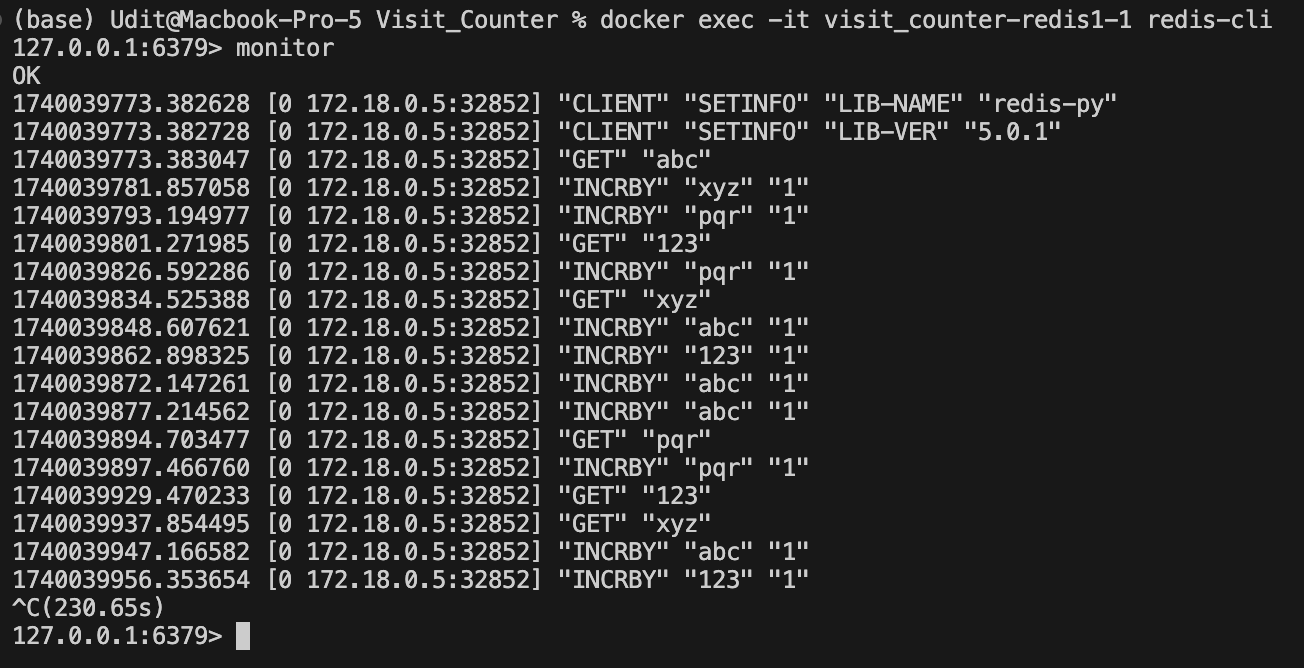 (base) Udit@Macbook-Pro-5 Visit_Counter % docker exec -it visit_counter-redis1-1 redis-cli
127.0.0.1:6379> monitor
OK
1740039773.382628 [0 172.18.0.5:32852] "CLIENT" "SETINFO" "LIB-NAME" "redis-py"
1740039773.382728 [0 172.18.0.5:32852] "CLIENT" "SETINFO" "LIB-VER" "5.0.1"
1740039773.383047 [0 172.18.0.5:32852] "GET" "abc"
1740039781.857058 [0 172.18.0.5:32852] "INCRBY" "xyz" "1"
1740039793.194977 [0 172.18.0.5:32852] "INCRBY" "pqr" "1"
1740039801.271985 [0 172.18.0.5:32852] "GET" "123"
1740039826.592286 [0 172.18.0.5:32852] "INCRBY" "pqr" "1"
1740039834.525388 [0 172.18.0.5:32852] "GET" "xyz"
1740039848.607621 [0 172.18.0.5:32852] "INCRBY" "abc" "1"
1740039862.898325 [0 172.18.0.5:32852] "INCRBY" "123" "1"
1740039872.147261 [0 172.18.0.5:32852] "INCRBY" "abc" "1"
1740039877.214562 [0 172.18.0.5:32852] "INCRBY" "abc" "1"
1740039894.703477 [0 172.18.0.5:32852] "GET" "pqr"
1740039897.466760 [0 172.18.0.5:32852] "INCRBY" "pqr" "1"
1740039929.470233 [0 172.18.0.5:32852] "GET" "123"
1740039937.854495 [0 172.18.0.5:32852] "GET" "xyz"
1740039947.166582 [0 172.18.0.5:32852] "INCRBY" "abc" "1"
1740039956.353654 [0 172.18.0.5:32852] "INCRBY" "123" "1"
^C(230.65s)
127.0.0.1:6379>